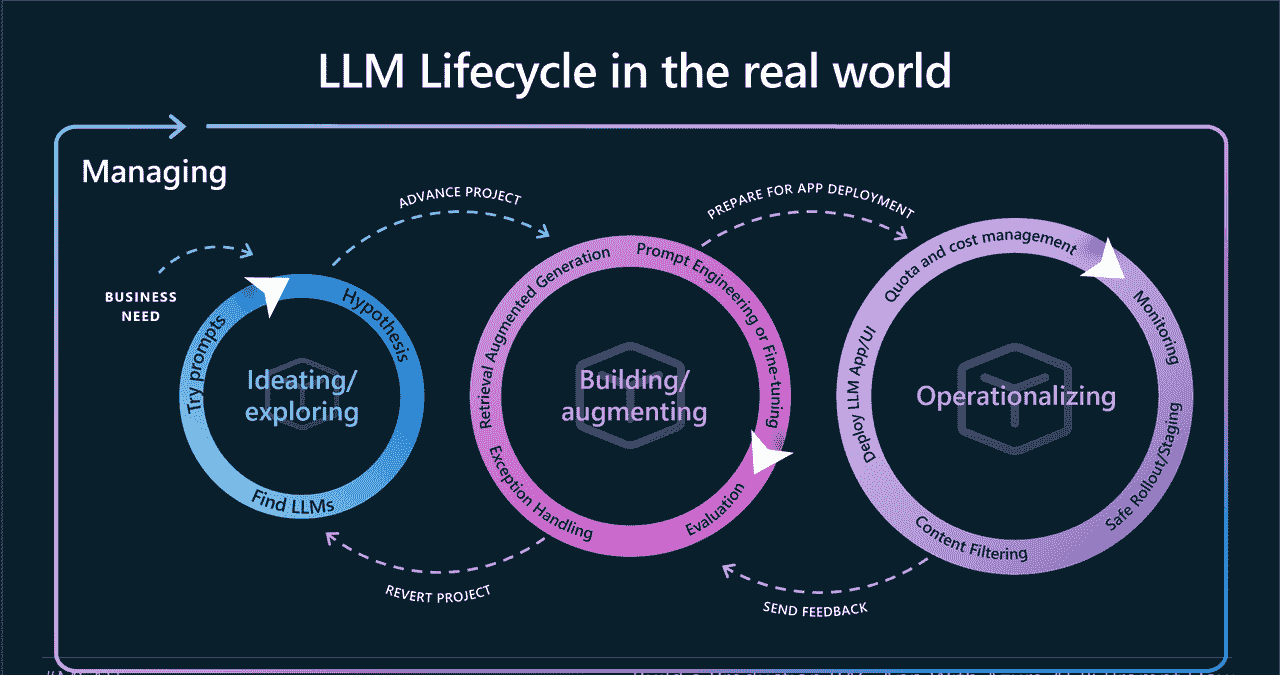 LLM Lifecycle in the real world
Managing
BUSINESS
NEED
ADVANCE PROJECT
PREPARE FOR APP DEPLOYMENT
Try prompts
Hypothesis
Find LLMs
Ideating/
exploring
Retrieval Augmented Generation
Prompt Engineering or Fine-tuning
Exception Handling
Evaluation
Building/
augmenting
Quota and cost management
Monitoring
Deploy LLM App/UI
Safe Rollout/Staging
Content Filtering
Operationalizing
REVERT PROJECT
SEND FEEDBACK